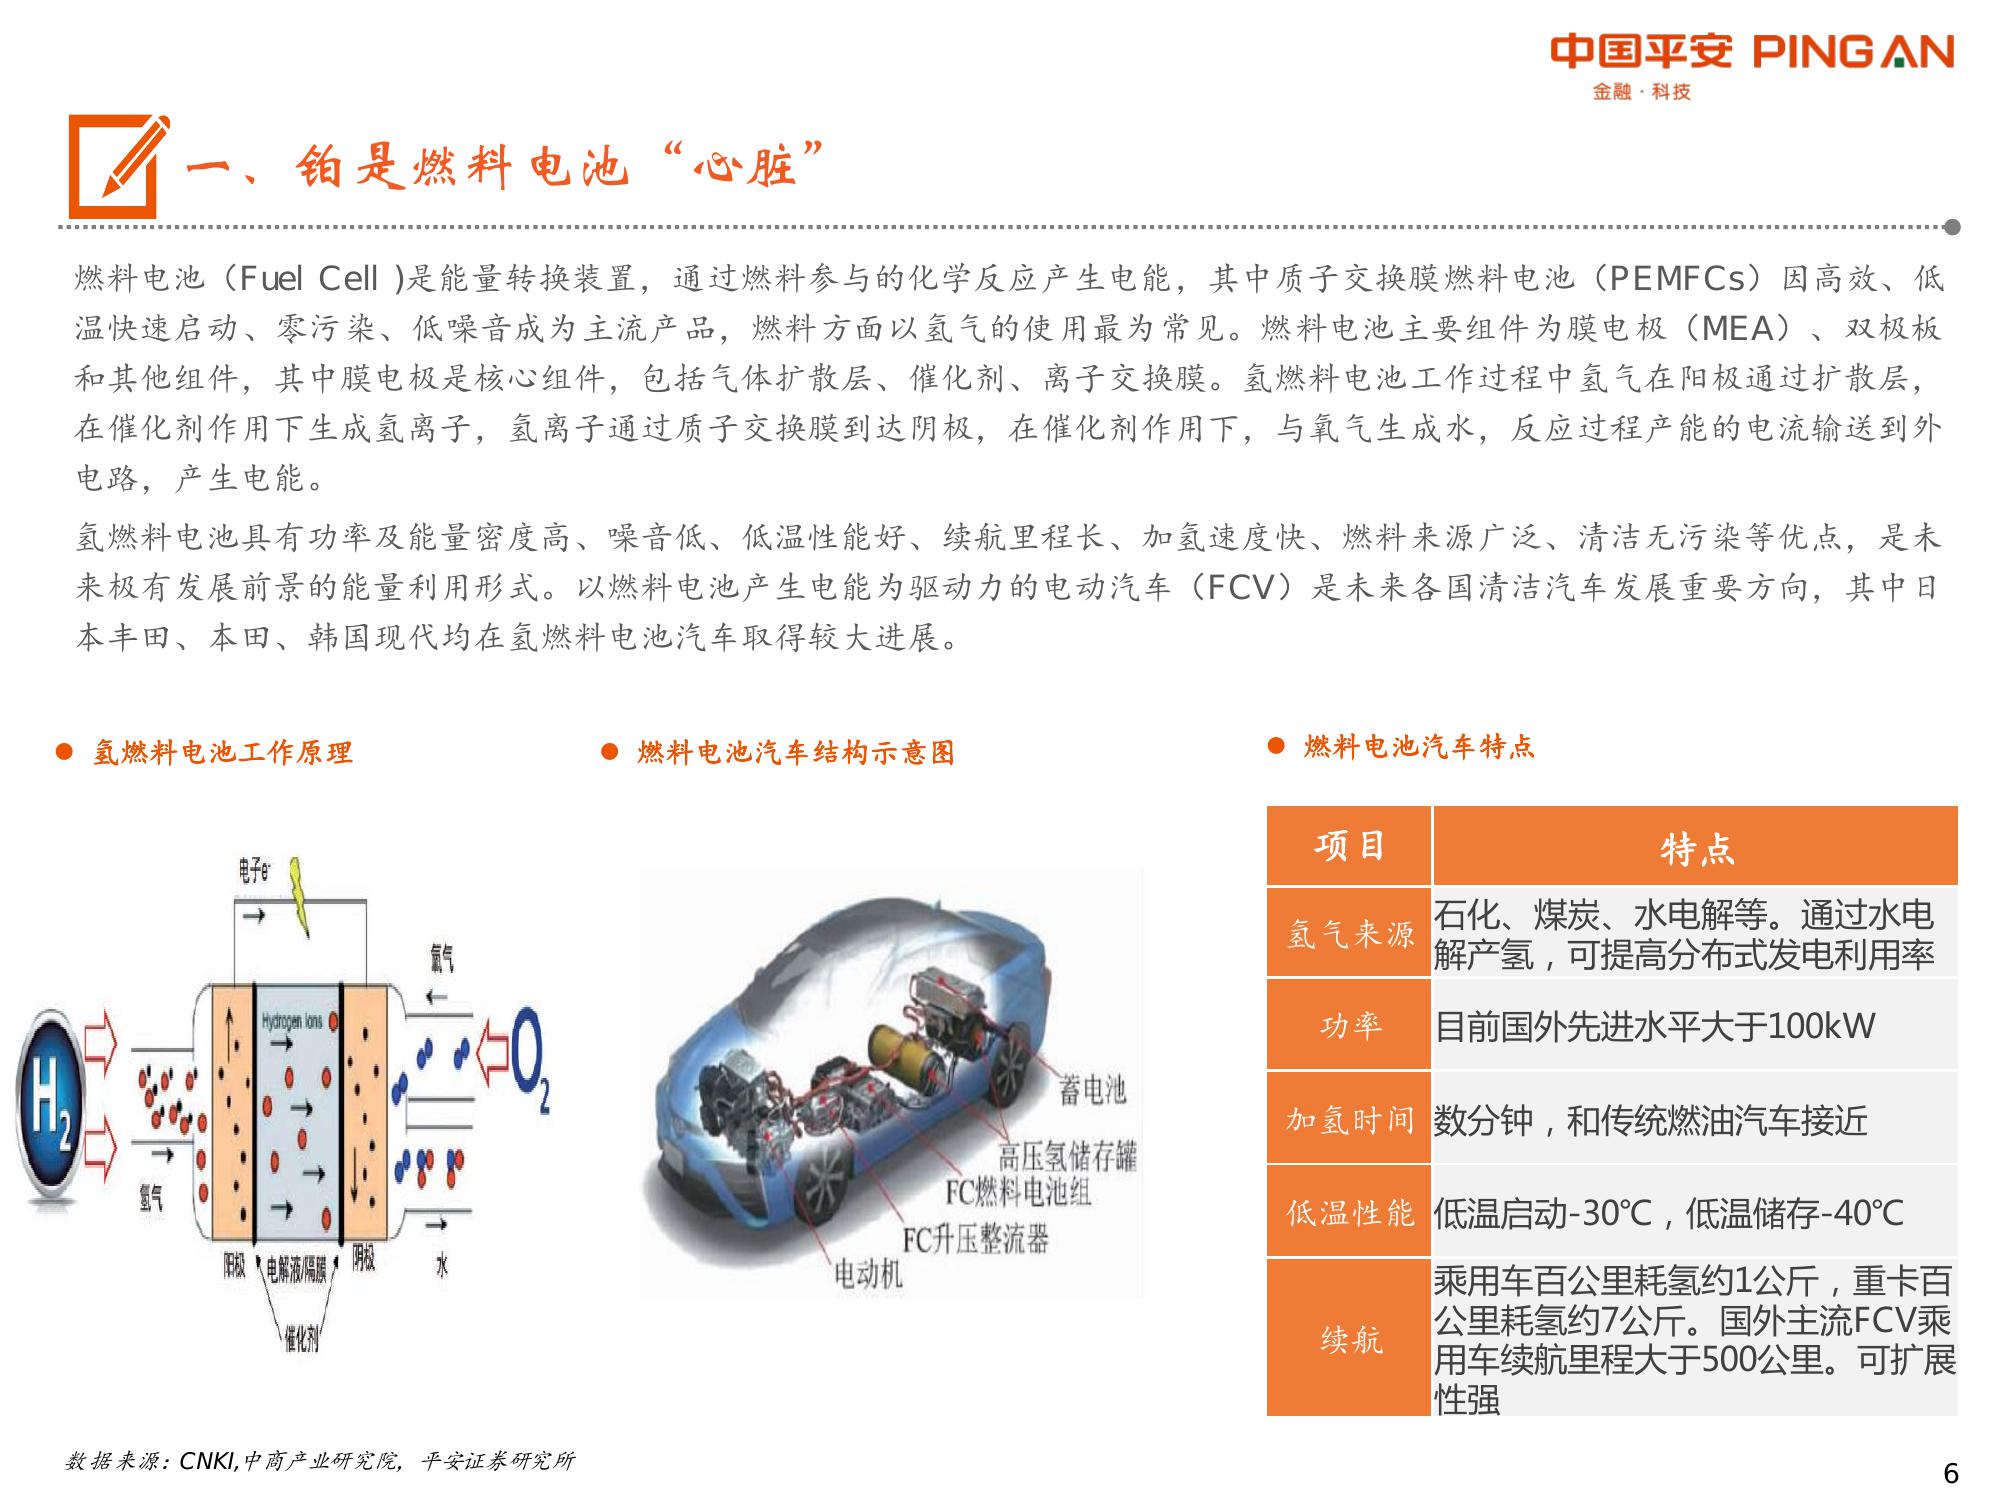 中国平安 PING AN
金融·科技
一、铂是燃料电池“心脏”
燃料电池（Fuel Cell )是能量转换装置，通过燃料参与的化学反应产生电能，其中质子交换膜燃料电池（PEMFCs）因高效、低
温快速启动、零污染、低噪音成为主流产品，燃料方面以氢气的使用最为常见。燃料电池主要组件为膜电极（MEA）、双极板
和其他组件，其中膜电极是核心组件，包括气体扩散层、催化剂、离子交换膜。氢燃料电池工作过程中氢气在阳极通过扩散层，
在催化剂作用下生成氢离子，氢离子通过质子交换膜到达阴极，在催化剂作用下，与氧气生成水，反应过程产能的电流输送到外
电路，产生电能。
氢燃料电池具有功率及能量密度高、噪音低、低温性能好、续航里程长、加氢速度快、燃料来源广泛、清洁无污染等优点，是未
来极有发展前景的能量利用形式。以燃料电池产生电能为驱动力的电动汽车（FCV）是未来各国清洁汽车发展重要方向，其中日
本丰田、本田、韩国现代均在氢燃料电池汽车取得较大进展。
氢燃料电池工作原理
电子e-
Hydrogen Ions
H2
O2
氢气
阳极
电解液/隔膜
阴极
水
催化剂
燃料电池汽车结构示意图
蓄电池
高压氢储存罐
FC燃料电池组
FC升压整流器
电动机
燃料电池汽车特点
项目 特点
氢气来源 石化、煤炭、水电解等。通过水电
解产氢，可提高分布式发电利用率
功率 目前国外先进水平大于100kW
加氢时间 数分钟，和传统燃油汽车接近
低温性能 低温启动-30℃，低温储存-40℃
续航 乘用车百公里耗氢约1公斤，重卡百
公里耗氢约7公斤。国外主流FCV乘
用车续航里程大于500公里。可扩展
性强
数据来源：CNKI,中商产业研究院，平安证券研究所
6